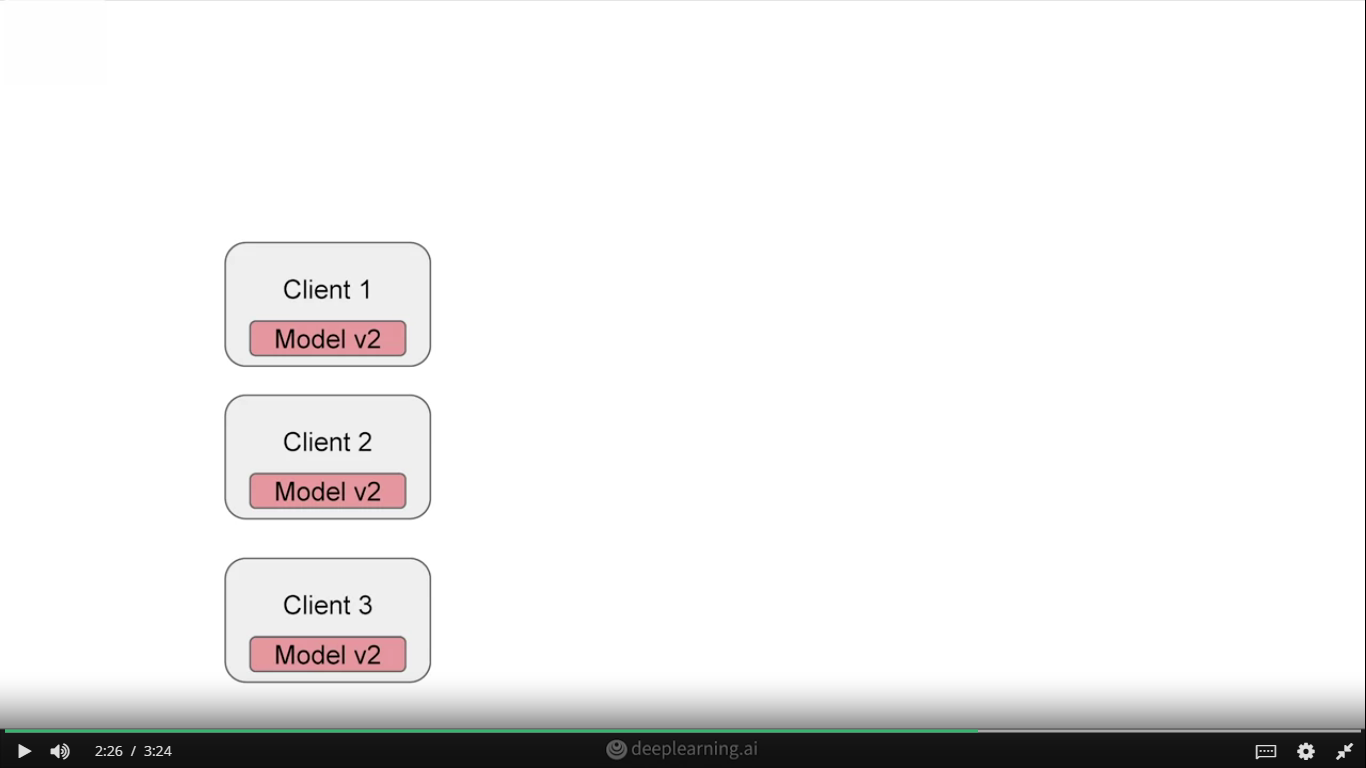 Client 1
Model v2
Client 2
Model v2
Client 3
Model v2
2:26 / 3:24
deeplearning.ai